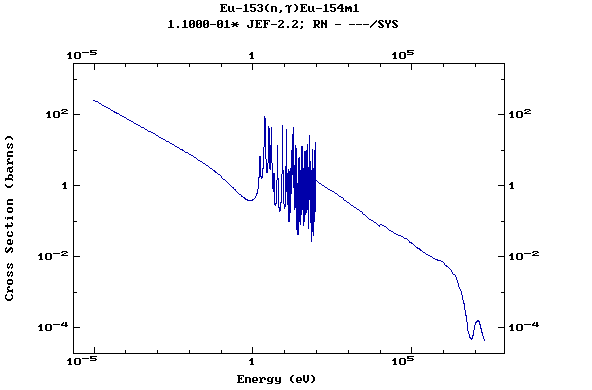 Eu-153(n,γ)Eu-154m1
1.1000-01* JEF-2.2; RN - ---/SYS
10⁻⁵ 1 10⁵
10² 10²
1 1
10⁻² 10⁻²
10⁻⁴ 10⁻⁴
10⁻⁵ 1 10⁵
Cross Section (barns)
Energy (eV)